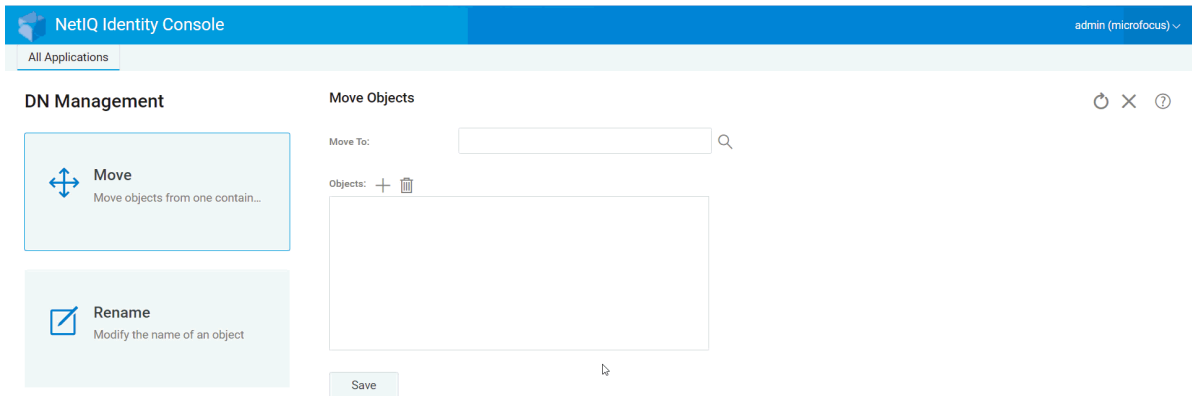 NetIQ Identity Console
admin (microfocus)
All Applications
DN Management
Move
Move objects from one contain...
Rename
Modify the name of an object
Move Objects
Move To:
Objects:
Save